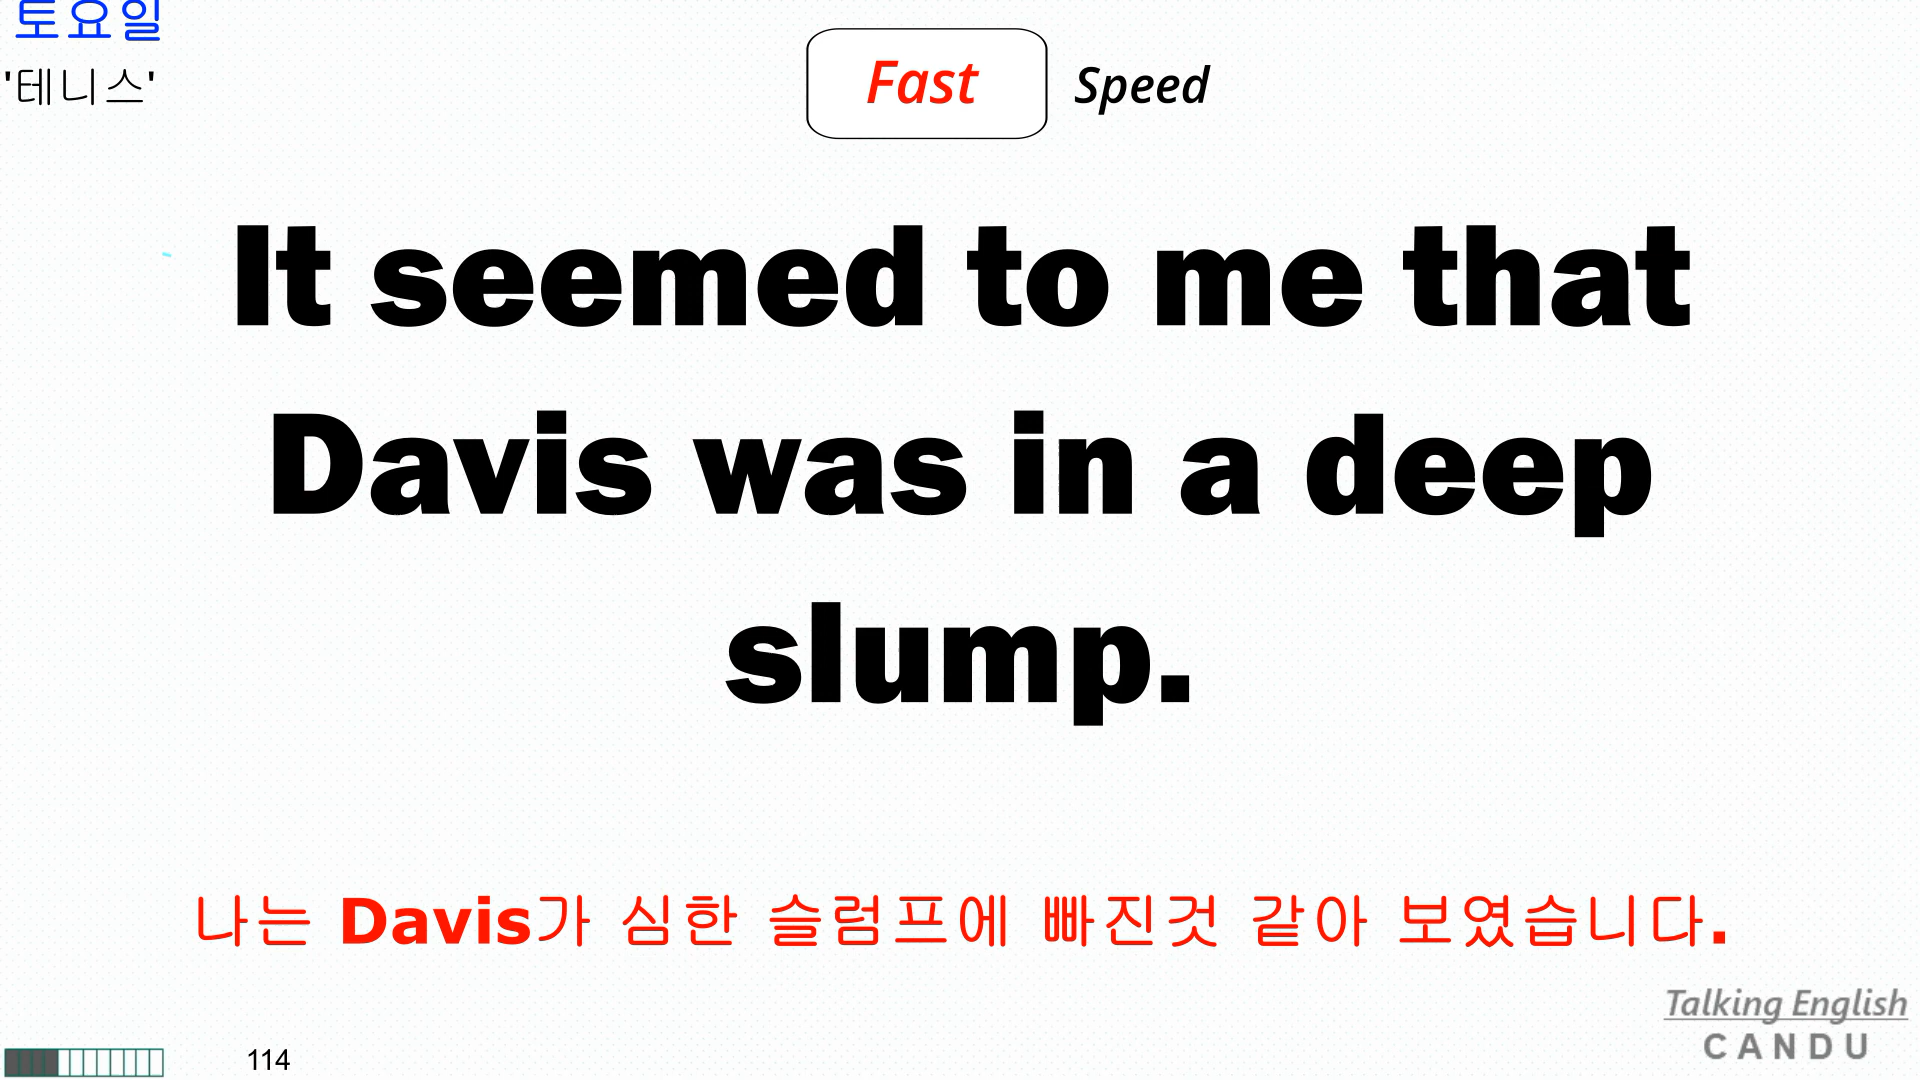 토요일
'테니스'
Fast Speed
It seemed to me that
Davis was in a deep
slump.
나는 Davis가 심한 슬럼프에 빠진것 같아 보였습니다.
Talking English
CANDU
114